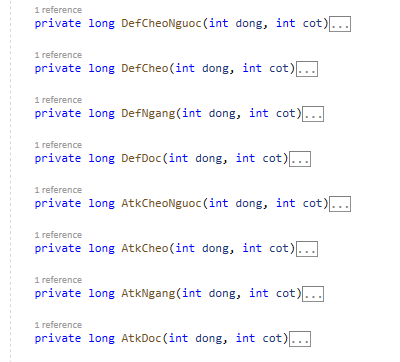 1 reference
private long DefCheoNguoc(int dong, int cot)...
1 reference
private long DefCheo(int dong, int cot)...
1 reference
private long DefNgang(int dong, int cot)...
1 reference
private long DefDoc(int dong, int cot)...
1 reference
private long AtkCheoNguoc(int dong, int cot)...
1 reference
private long AtkCheo(int dong, int cot)...
1 reference
private long AtkNgang(int dong, int cot)...
1 reference
private long AtkDoc(int dong, int cot)...